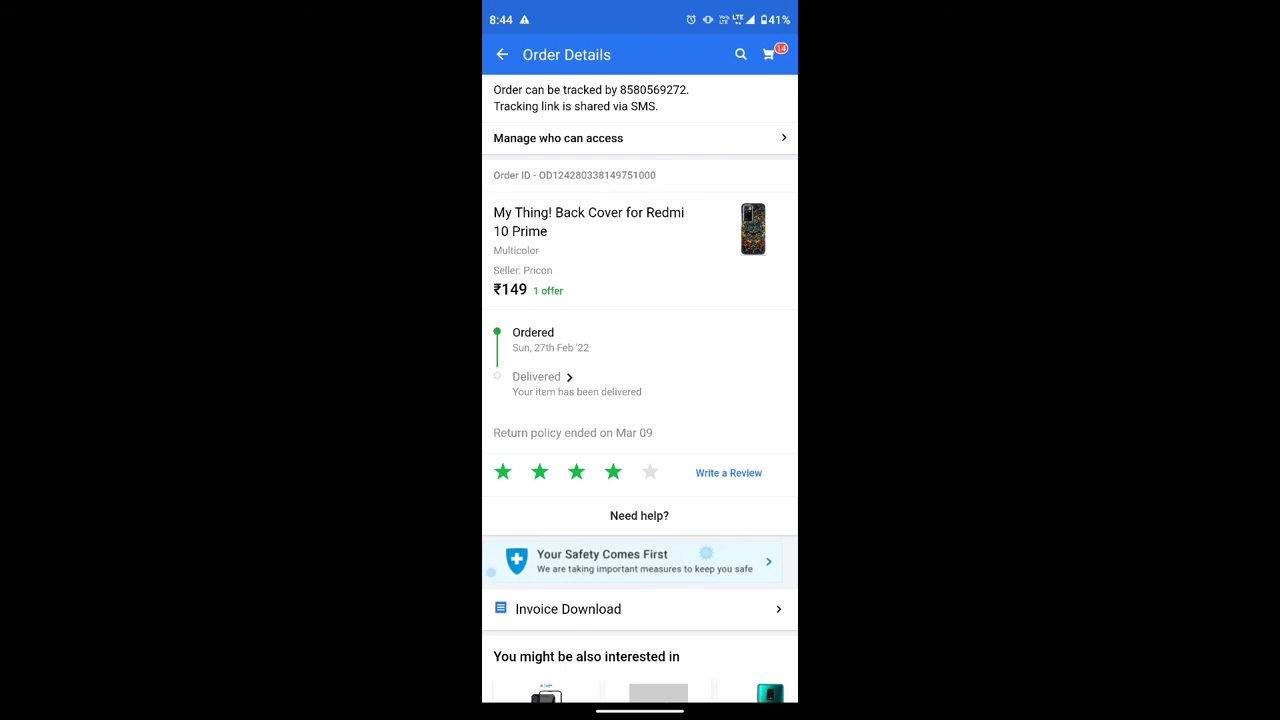 8:44
LTE 41%
Order Details
14
Order can be tracked by 8580569272.
Tracking link is shared via SMS.
Manage who can access
Order ID - OD124280338149751000
My Thing! Back Cover for Redmi
10 Prime
Multicolor
Seller: Pricon
₹149 1 offer
Ordered
Sun, 27th Feb '22
Delivered
Your item has been delivered
Return policy ended on Mar 09
Write a Review
Need help?
Your Safety Comes First
We are taking important measures to keep you safe
Invoice Download
You might be also interested in